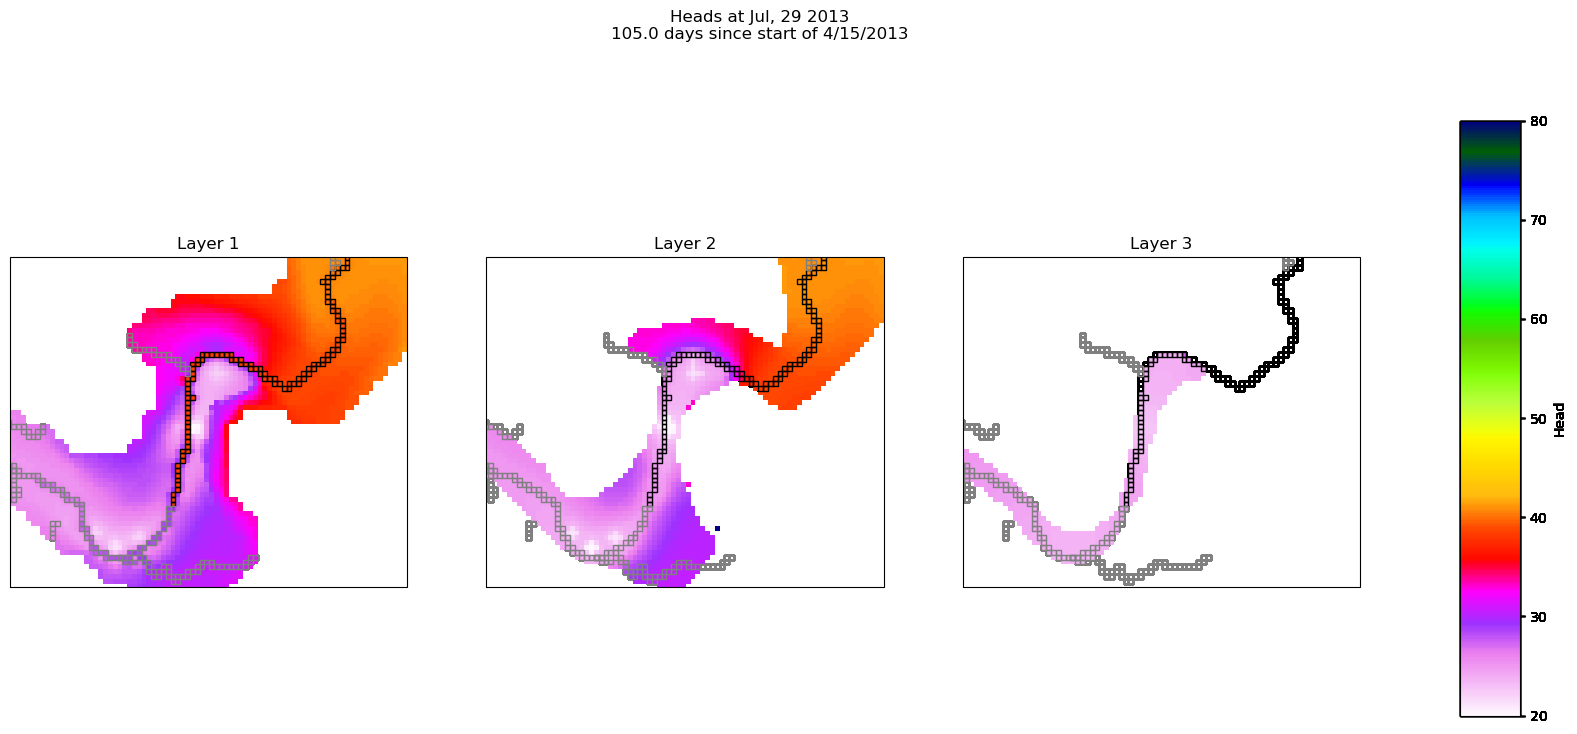 Heads at Jul, 29 2013
105.0 days since start of 4/15/2013
Layer 1
Layer 2
Layer 3
80
70
60
50
40
30
20
Head